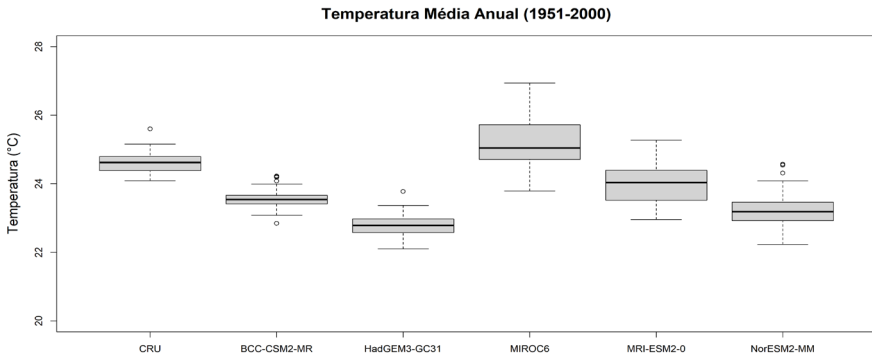 Temperatura Média Anual (1951-2000)
Temperatura (°C)
28
26
24
22
20
CRU BCC-CSM2-MR HadGEM3-GC31 MIROC6 MRI-ESM2-0 NorESM2-MM